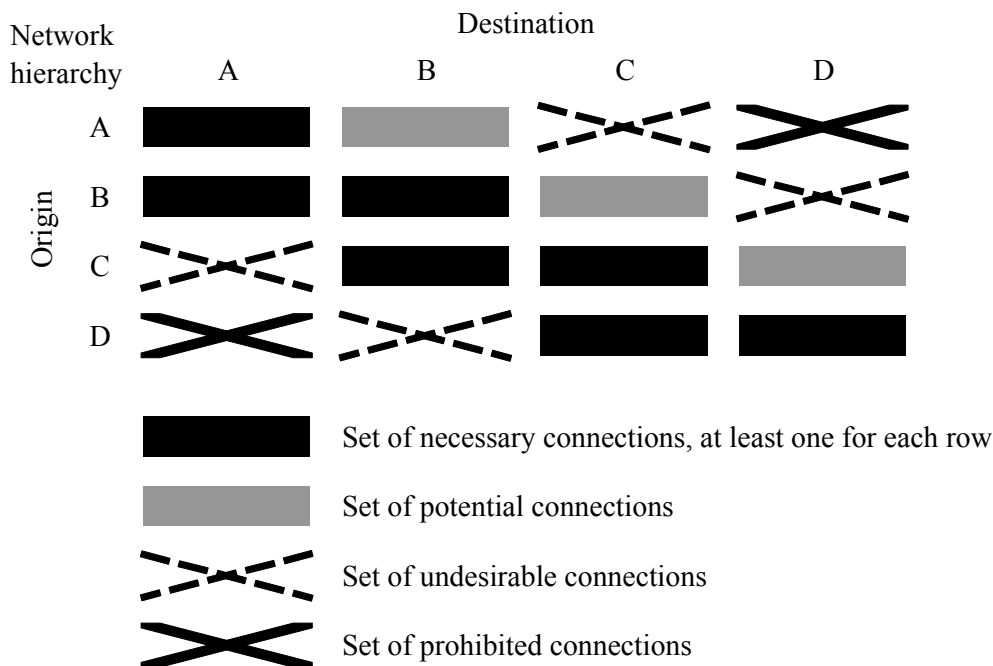 Destination
Network
hierarchy
A B C D
Origin
A
B
C
D
Set of necessary connections, at least one for each row
Set of potential connections
Set of undesirable connections
Set of prohibited connections